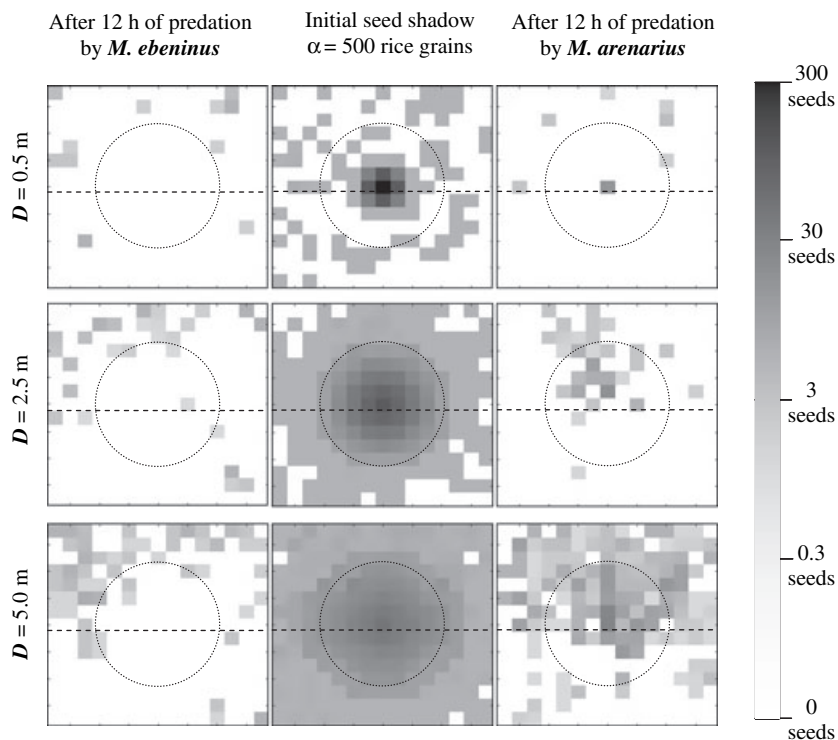 After 12 h of predation
by M. ebeninus
Initial seed shadow
α = 500 rice grains
After 12 h of predation
by M. arenarius
D = 0.5 m
D = 2.5 m
D = 5.0 m
300
seeds
30
seeds
3
seeds
0.3
seeds
0
seeds